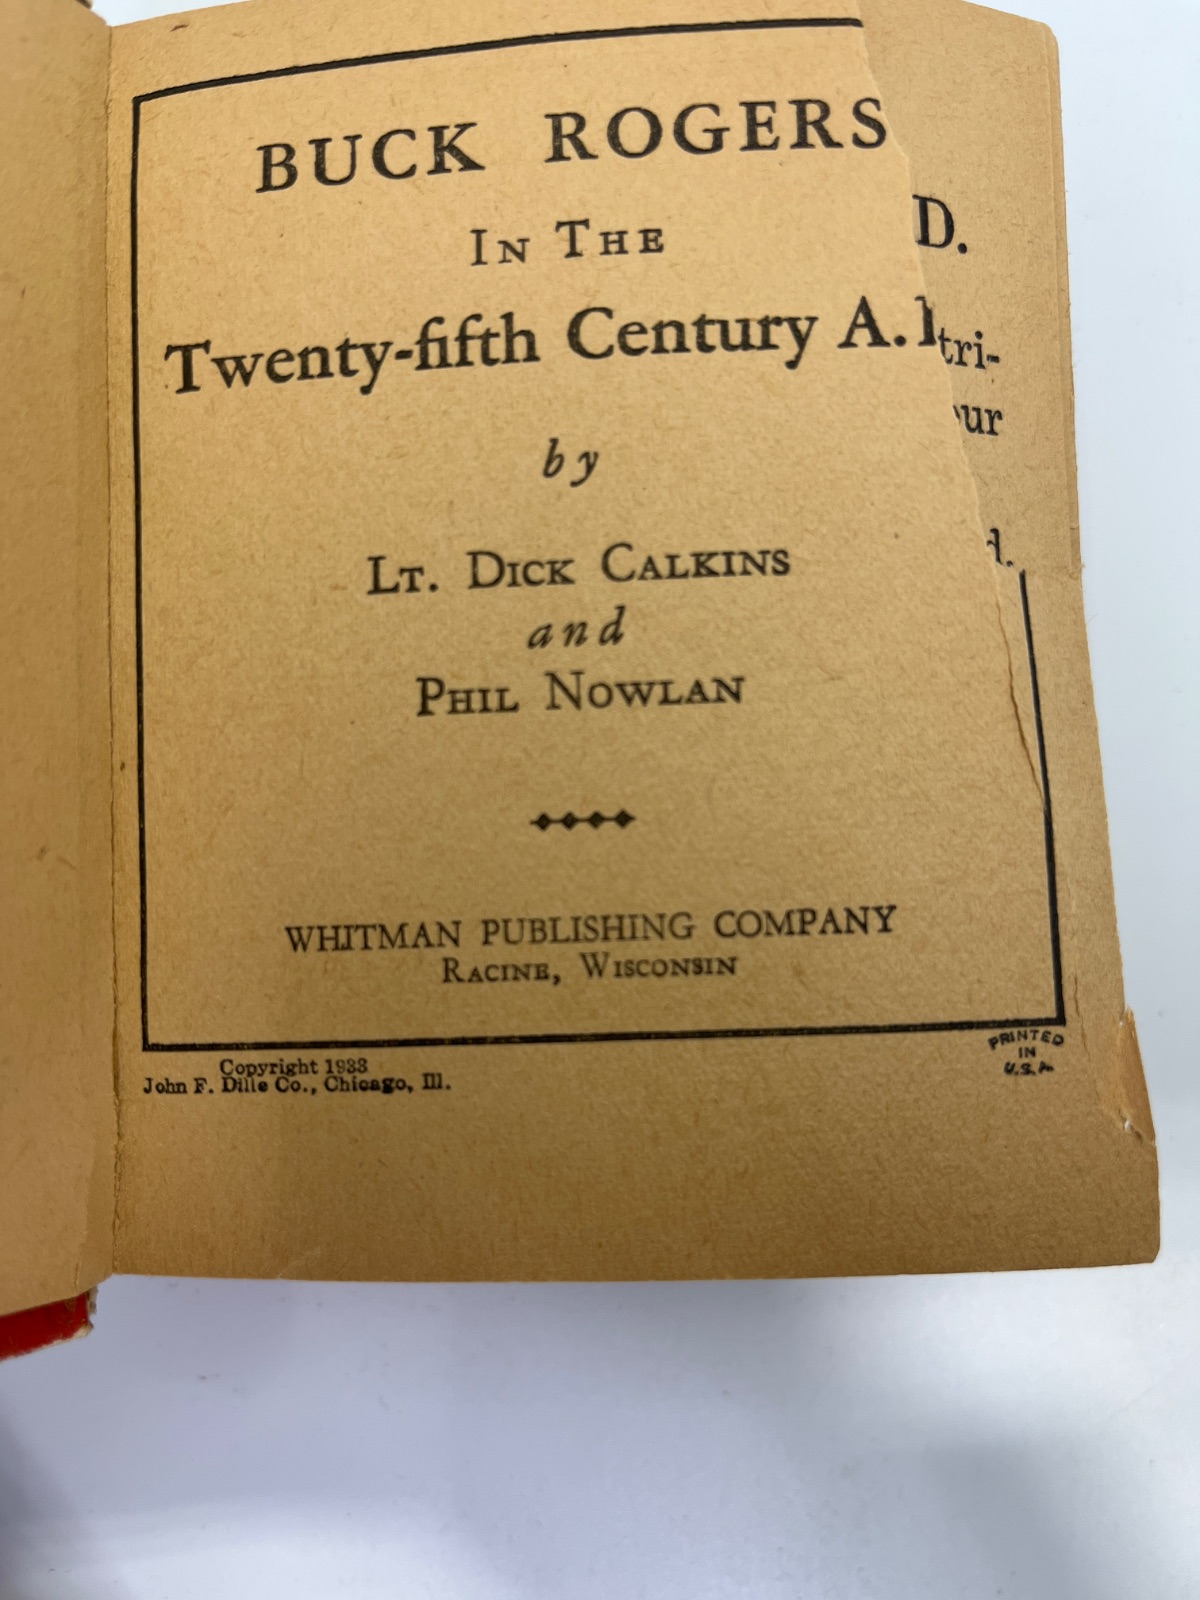 BUCK ROGERS
IN THE
Twenty-fifth Century A.
D.
tri-
by
LT. DICK CALKINS
and
PHIL NOWLAN
WHITMAN PUBLISHING COMPANY
RACINE, WISCONSIN
Copyright 1933
John F. Dille Co., Chicago, Ill.
PRINTED
IN
U.S.A.